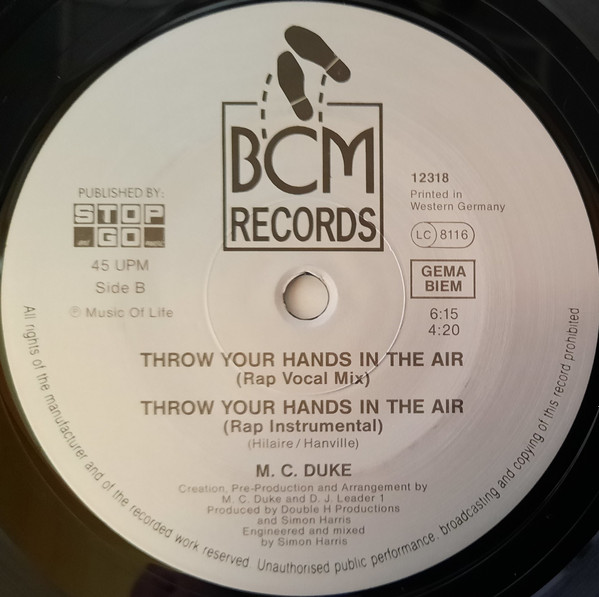 BCM
RECORDS
PUBLISHED BY:
STOP
and GO music
45 UPM
Side B
℗ Music Of Life
12318
Printed in
Western Germany
LC 8116
GEMA
BIEM
6:15
4:20
THROW YOUR HANDS IN THE AIR
(Rap Vocal Mix)
THROW YOUR HANDS IN THE AIR
(Rap Instrumental)
(Hilaire/Hanville)
M. C. DUKE
Creation, Pre-Production and Arrangement by
M. C. Duke and D. J. Leader 1
Produced by Double H Productions
and Simon Harris
Engineered and mixed
by Simon Harris
All rights of the manufacturer and of the recorded work reserved. Unauthorised public performance, broadcasting and copying of this record prohibited